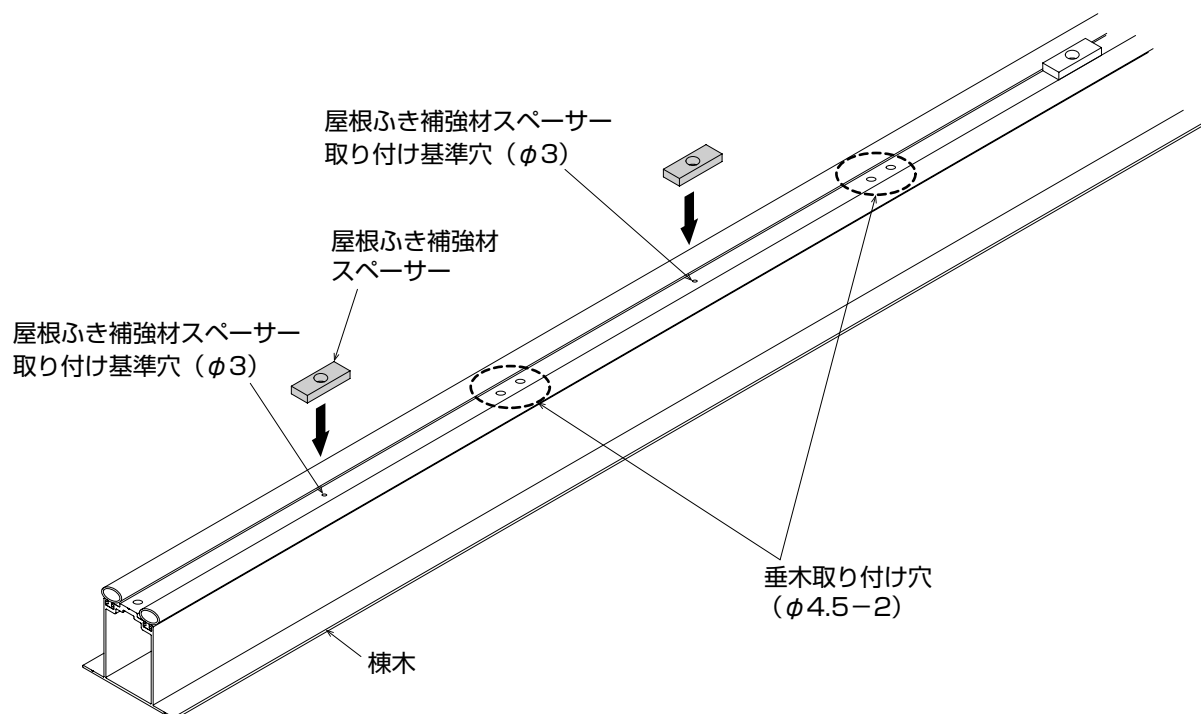 屋根ふき補強材スペーサー
取り付け基準穴（φ3）
屋根ふき補強材
スペーサー
屋根ふき補強材スペーサー
取り付け基準穴（φ3）
垂木取り付け穴
（φ4.5−2）
棟木